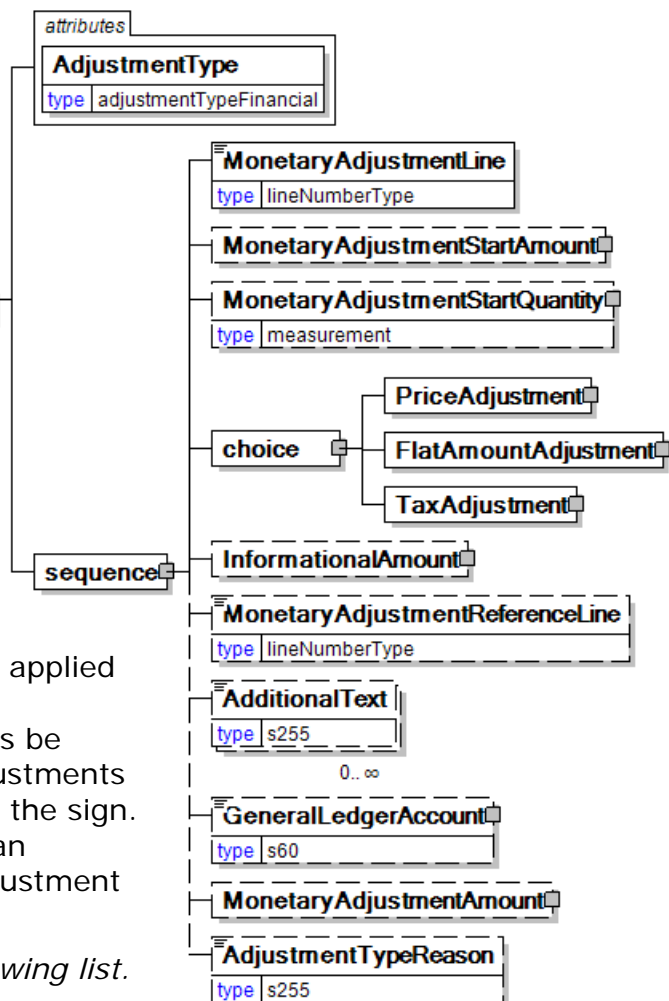 attributes
AdjustmentType
type adjustmentTypeFinancial
MonetaryAdjustmentLine
type lineNumberType
MonetaryAdjustmentStartAmount
MonetaryAdjustmentStartQuantity
type measurement
choice
PriceAdjustment
FlatAmountAdjustment
TaxAdjustment
sequence
InformationalAmount
MonetaryAdjustmentReferenceLine
type lineNumberType
AdditionalText
type s255
0.. ∞
GeneralLedgerAccount
type s60
MonetaryAdjustmentAmount
AdjustmentTypeReason
type s255
applied
s be
justments
the sign.
an
justment
wing list.